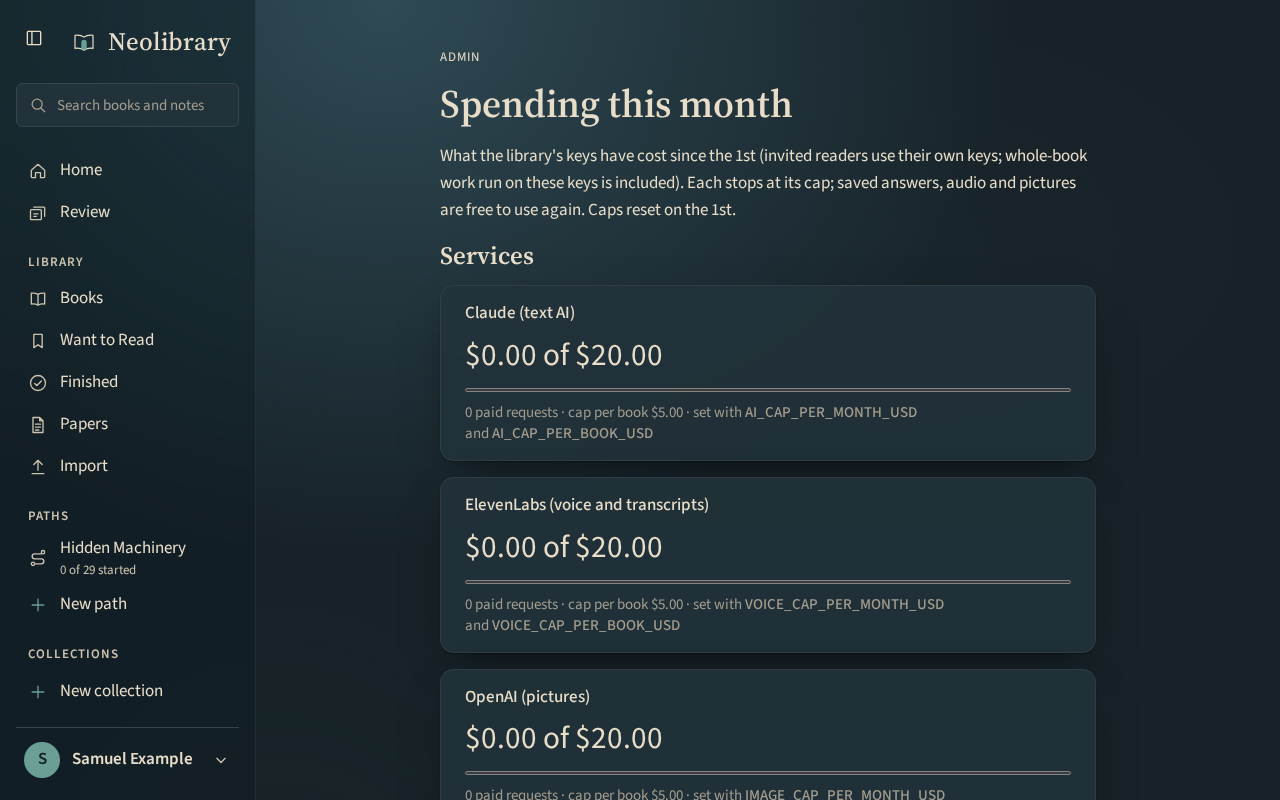 Neolibrary
Search books and notes
Home
Review
LIBRARY
Books
Want to Read
Finished
Papers
Import
PATHS
Hidden Machinery
0 of 29 started
New path
COLLECTIONS
New collection
S
Samuel Example
ADMIN
Spending this month
What the library's keys have cost since the 1st (invited readers use their own keys; whole-book
work run on these keys is included). Each stops at its cap; saved answers, audio and pictures
are free to use again. Caps reset on the 1st.
Services
Claude (text AI)
$0.00 of $20.00
0 paid requests · cap per book $5.00 · set with AI_CAP_PER_MONTH_USD
and AI_CAP_PER_BOOK_USD
ElevenLabs (voice and transcripts)
$0.00 of $20.00
0 paid requests · cap per book $5.00 · set with VOICE_CAP_PER_MONTH_USD
and VOICE_CAP_PER_BOOK_USD
OpenAI (pictures)
$0.00 of $20.00
0 paid requests · cap per book $5.00 · set with IMAGE_CAP_PER_MONTH_USD